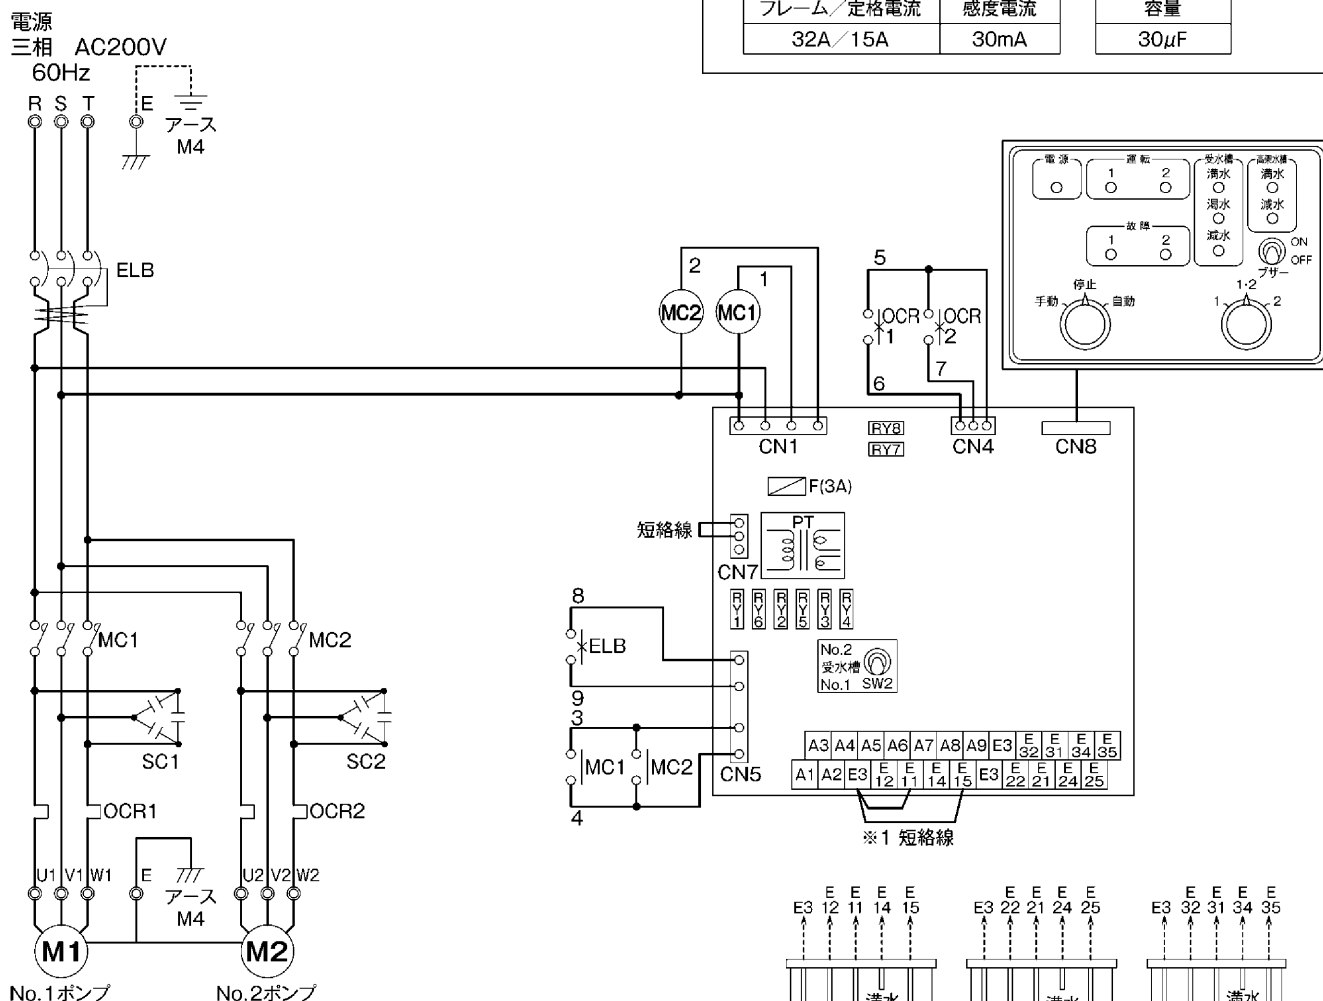 電源
三相 AC200V
60Hz
R S T E
アース
M4
フレーム／定格電流 感度電流 容量
32A／15A 30mA 30μF
ELB
電源 運転 受水槽 高架水槽
1 2 満水 満水
渇水 減水
故障
1 2 減水
ON
OFF
ブザー
停止
手動 自動
1·2
1 2
2 1
MC2 MC1
5
OCR
1
OCR
2
6 7
CN1
RY8
RY7
CN4 CN8
F(3A)
短絡線
PT
CN7
RY1 RY6 RY2 RY5 RY3 RY4
8
ELB
9
No.2
受水槽
No.1 SW2
3
MC1 MC2
4
CN5
A3 A4 A5 A6 A7 A8 A9 E3 E32 E31 E34 E35
A1 A2 E3 E12 E11 E14 E15 E3 E22 E21 E24 E25
※1 短絡線
MC1 MC2
SC1 SC2
OCR1 OCR2
U1 V1 W1 E U2 V2 W2
アース
M4
M1 M2
No.1ポンプ No.2ポンプ
E3 E12 E11 E14 E15
E3 E22 E21 E24 E25
E3 E32 E31 E34 E35
満水 満水 満水